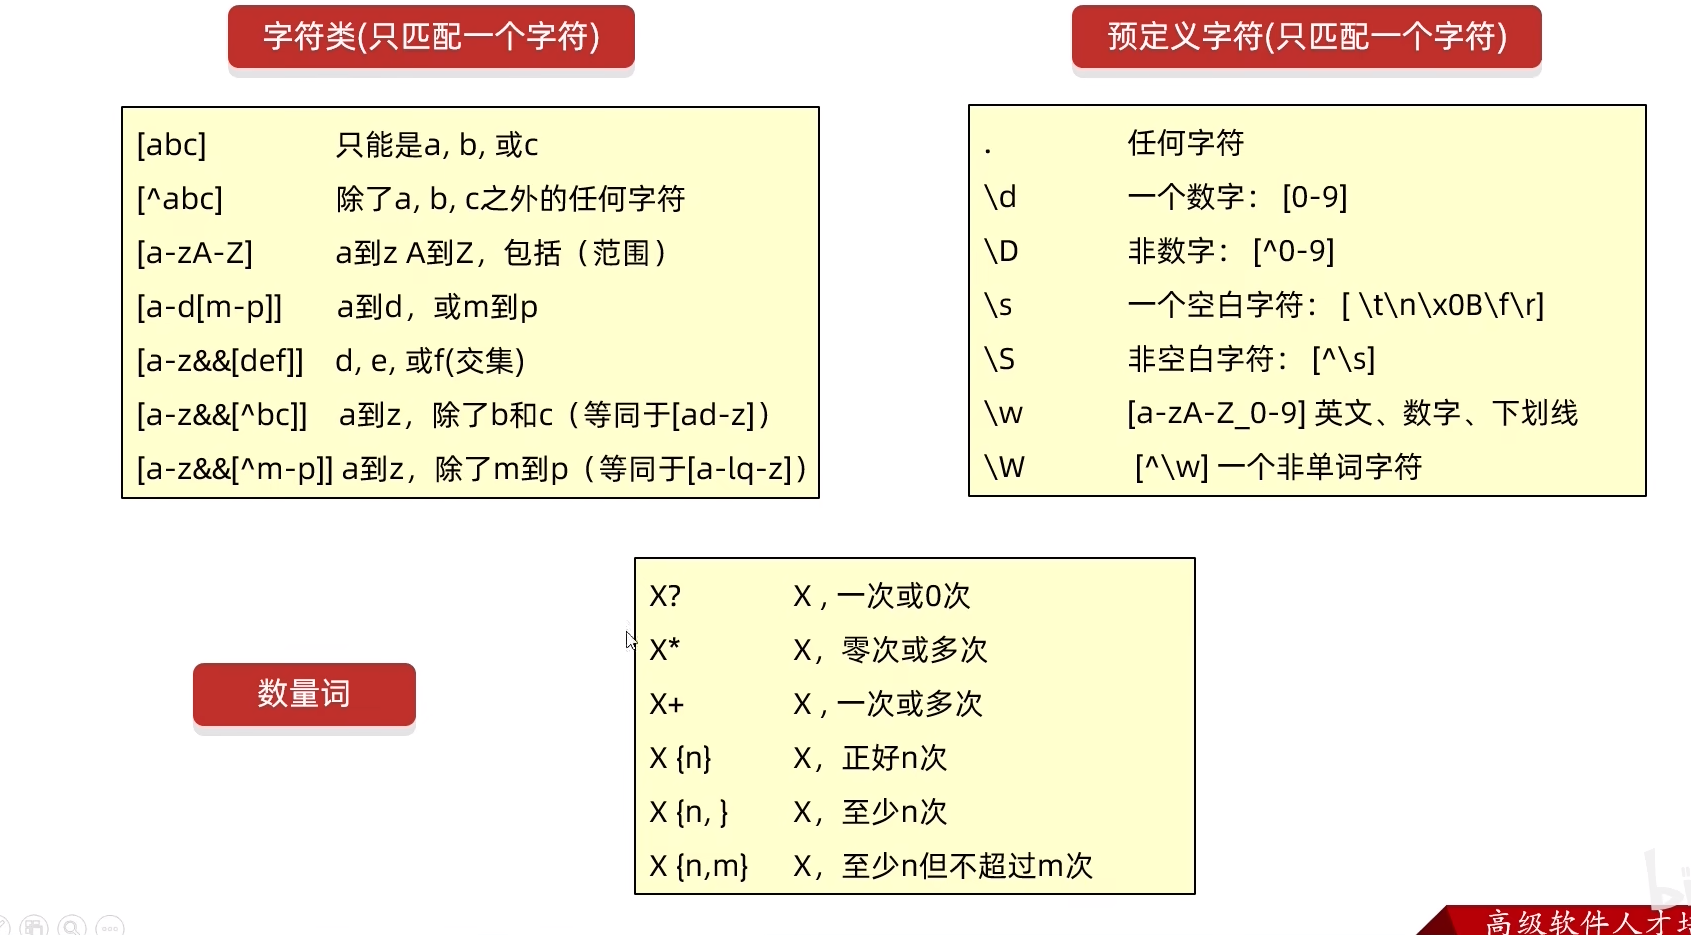 字符类(只匹配一个字符)
[abc] 只能是a, b, 或c
[^abc] 除了a, b, c之外的任何字符
[a-zA-Z] a到z A到Z，包括（范围）
[a-d[m-p]] a到d，或m到p
[a-z&&[def]] d, e, 或f(交集)
[a-z&&[^bc]] a到z，除了b和c（等同于[ad-z]）
[a-z&&[^m-p]] a到z，除了m到p（等同于[a-lq-z]）
预定义字符(只匹配一个字符)
. 任何字符
\d 一个数字： [0-9]
\D 非数字： [^0-9]
\s 一个空白字符： [ \t\n\x0B\f\r]
\S 非空白字符： [^\s]
\w [a-zA-Z_0-9] 英文、数字、下划线
\W [^\w] 一个非单词字符
数量词
X? X , 一次或0次
X* X，零次或多次
X+ X , 一次或多次
X {n} X，正好n次
X {n, } X，至少n次
X {n,m} X，至少n但不超过m次
高级软件人才